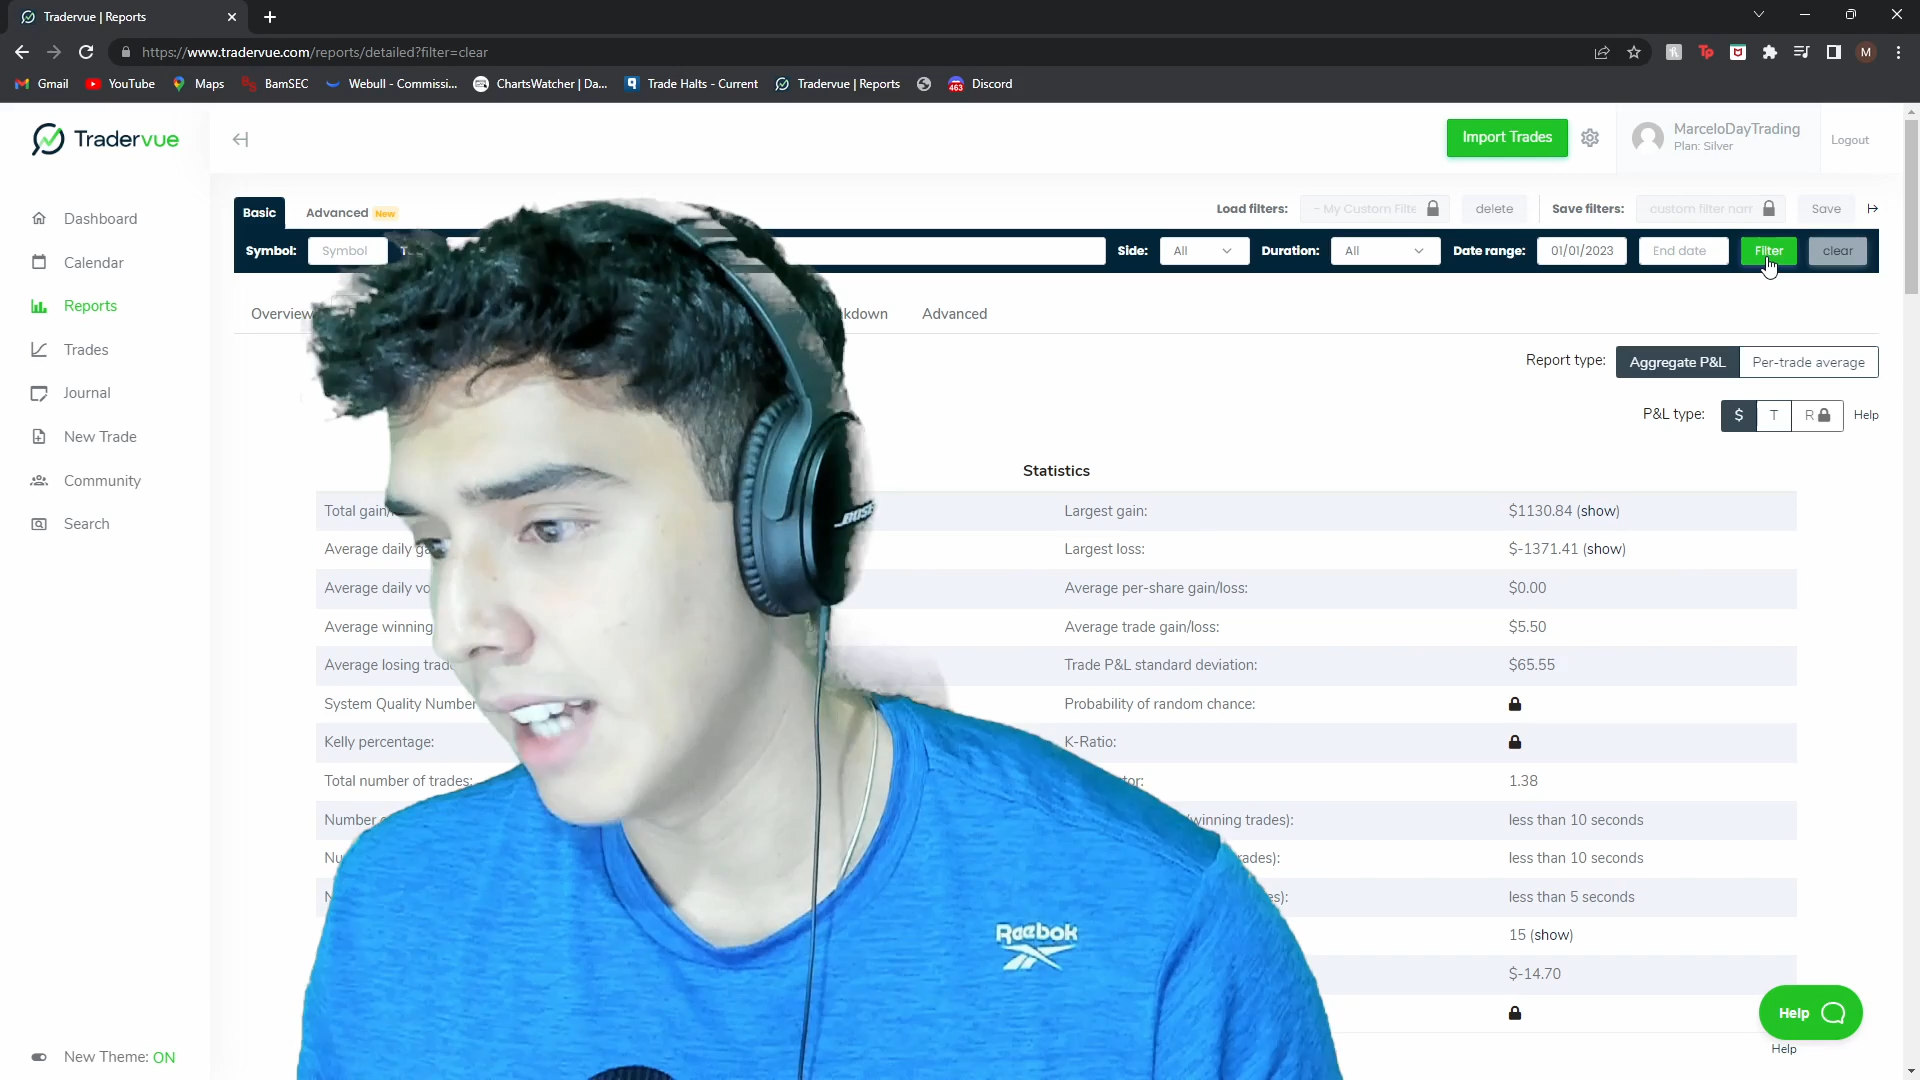 Tradervue | Reports
https://www.tradervue.com/reports/detailed?filter=clear
Gmail YouTube Maps BamSEC Webull - Commissi... ChartsWatcher | Da... Trade Halts - Current Tradervue | Reports 463 Discord
Tradervue
Import Trades
MarceloDayTrading
Plan: Silver
Logout
Dashboard
Calendar
Reports
Trades
Journal
New Trade
Community
Search
New Theme: ON
Basic Advanced New Load filters: - My Custom Filte delete Save filters: custom filter nam Save
Symbol: Symbol Side: All Duration: All Date range: 01/01/2023 End date Filter clear
Overview kdown Advanced
Report type: Aggregate P&L Per-trade average
P&L type: $ T R Help
Statistics
Total gain/ Largest gain: $1130.84 (show)
Average daily ga Largest loss: $-1371.41 (show)
Average daily vo Average per-share gain/loss: $0.00
Average winning Average trade gain/loss: $5.50
Average losing trad Trade P&L standard deviation: $65.55
System Quality Number Probability of random chance:
Kelly percentage: K-Ratio:
Total number of trades: tor: 1.38
Number winning trades): less than 10 seconds
Nu rades): less than 10 seconds
N es): less than 5 seconds
15 (show)
$-14.70
Help
Help
BOSE
Reebok